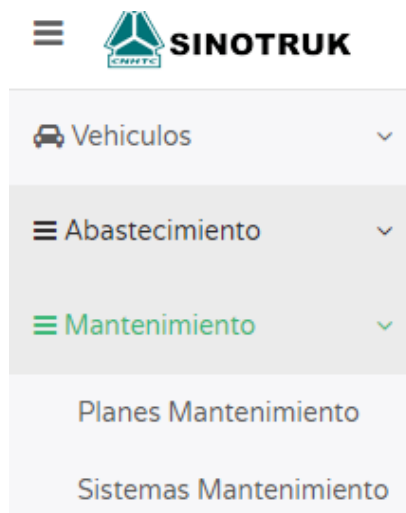 CNHTC
SINOTRUK
Vehiculos
Abastecimiento
Mantenimiento
Planes Mantenimiento
Sistemas Mantenimiento